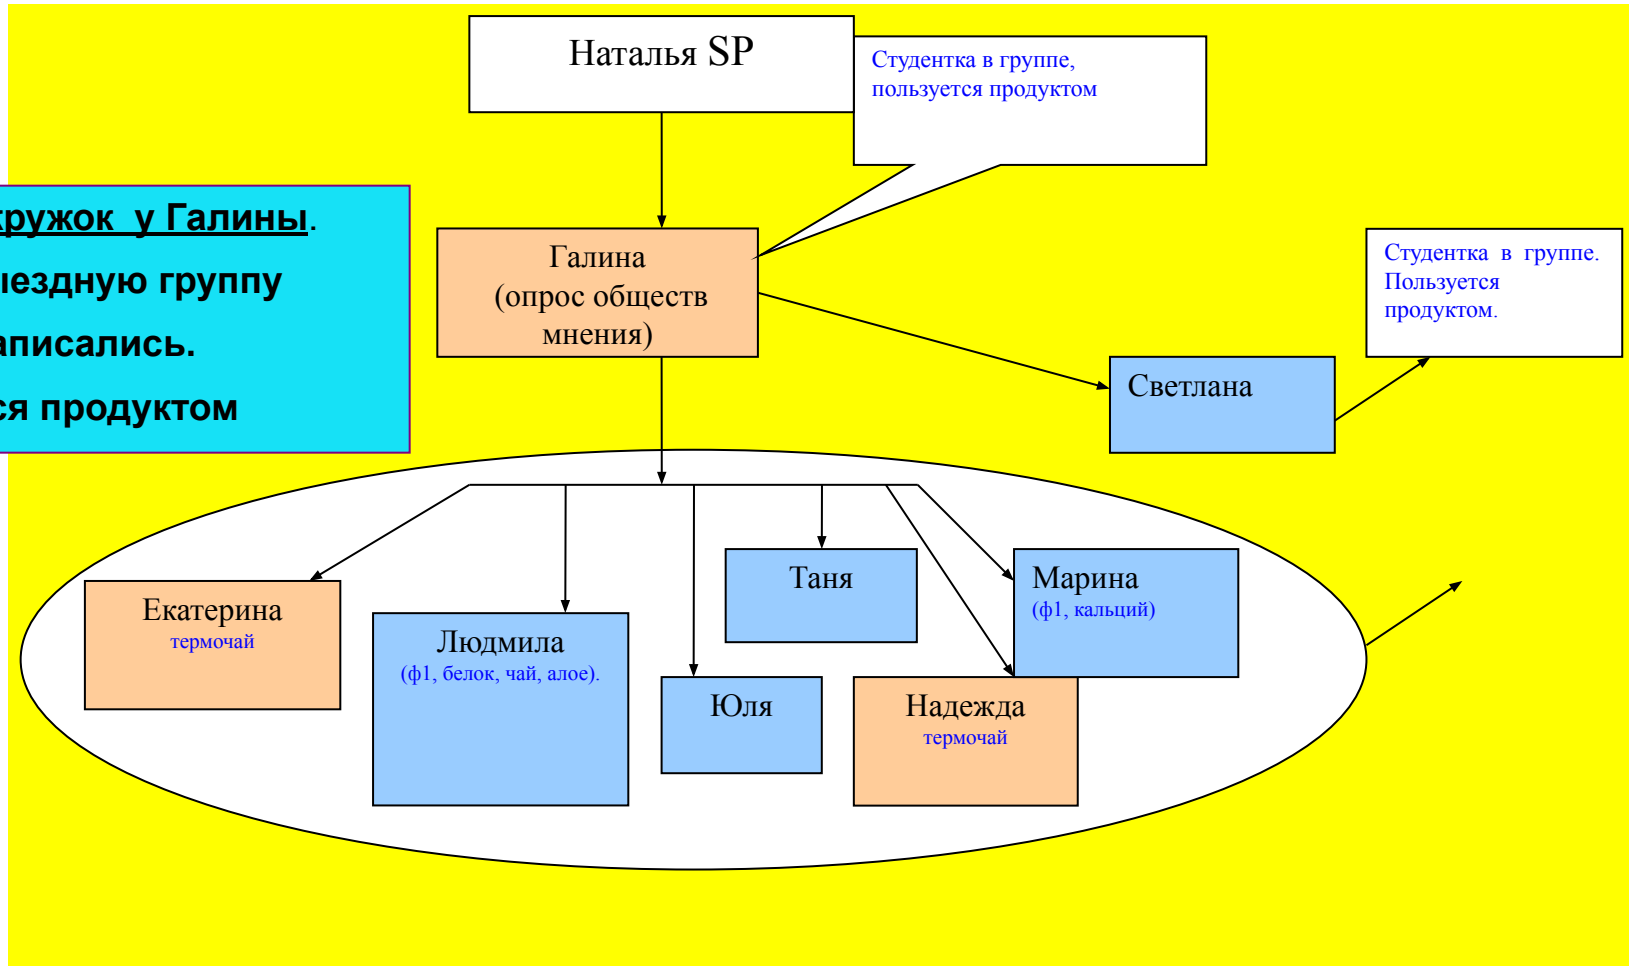 Наталья SP
Студентка в группе,
пользуется продуктом
кружок у Галины.
ыездную группу
аписались.
ся продуктом
Галина
(опрос обществ
мнения)
Студентка в группе.
Пользуется
продуктом.
Светлана
Екатерина
термочай
Людмила
(ф1, белок, чай, алое).
Юля
Таня
Надежда
термочай
Марина
(ф1, кальций)